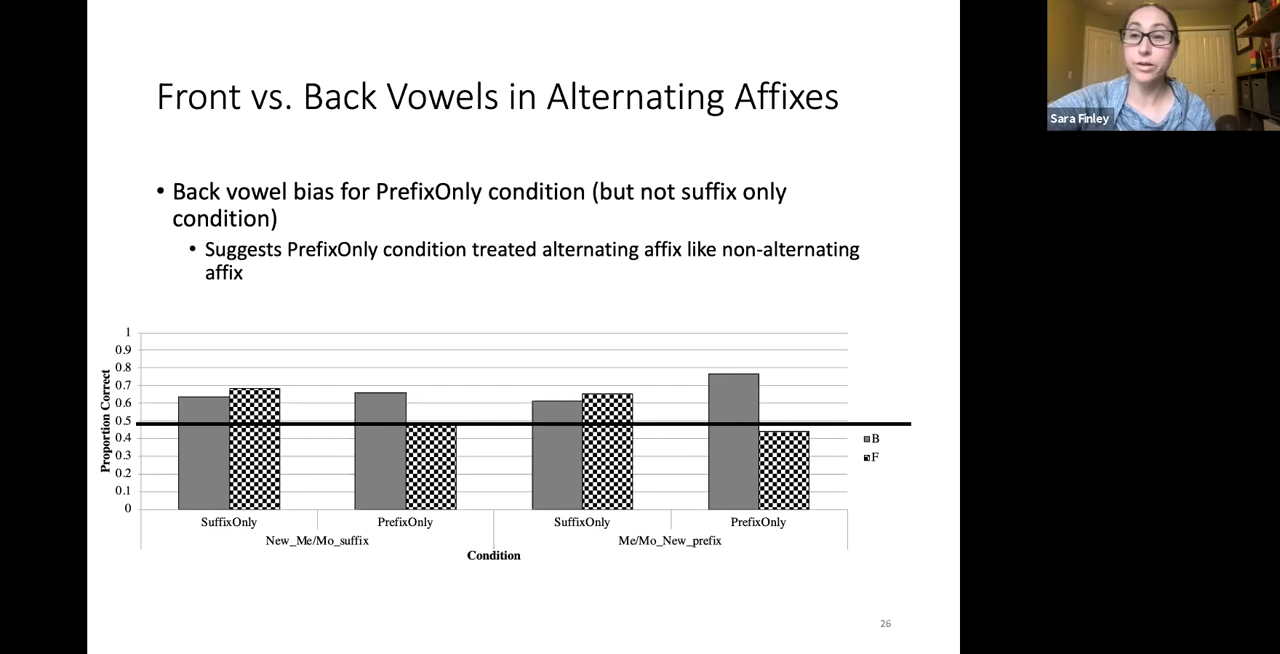 Front vs. Back Vowels in Alternating Affixes
• Back vowel bias for PrefixOnly condition (but not suffix only
condition)
• Suggests PrefixOnly condition treated alternating affix like non-alternating
affix
Proportion Correct
1
0.9
0.8
0.7
0.6
0.5
0.4
0.3
0.2
0.1
0
SuffixOnly
PrefixOnly
SuffixOnly
PrefixOnly
New_Me/Mo_suffix
Me/Mo_New_prefix
Condition
B
F
26
Sara Finley